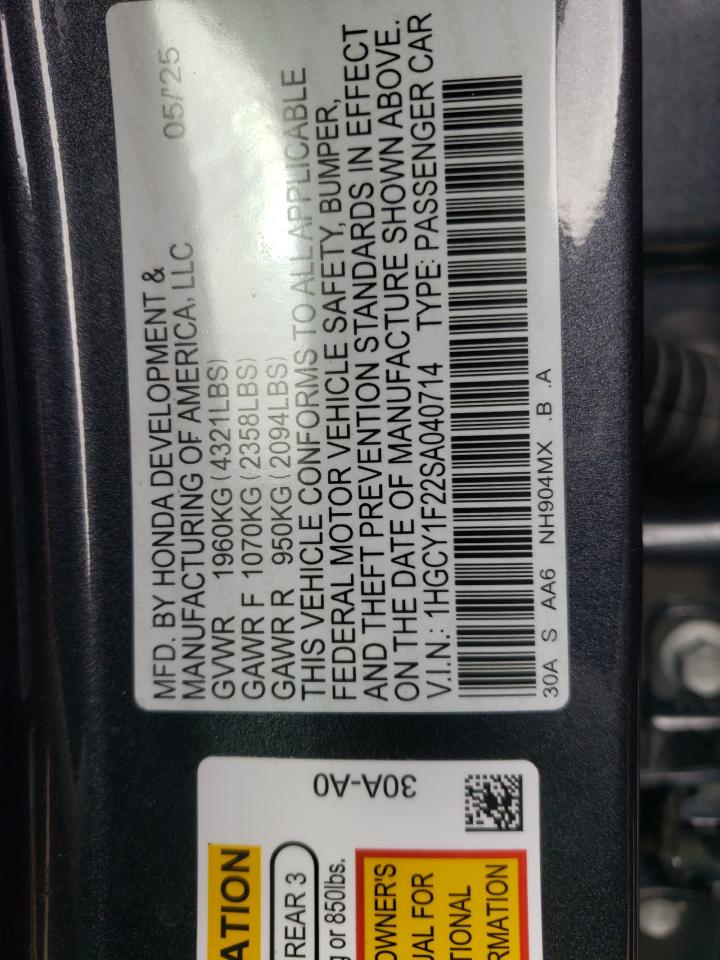 MFD. BY HONDA DEVELOPMENT &
MANUFACTURING OF AMERICA, LLC 05/'25
GVWR 1960KG (4321LBS)
GAWR F 1070KG (2358LBS)
GAWR R 950KG (2094LBS)
THIS VEHICLE CONFORMS TO ALL APPLICABLE
FEDERAL MOTOR VEHICLE SAFETY, BUMPER,
AND THEFT PREVENTION STANDARDS IN EFFECT
ON THE DATE OF MANUFACTURE SHOWN ABOVE.
V.I.N.: 1HGCY1F22SA040714 TYPE: PASSENGER CAR
30A S AA6 NH904MX .B .A
30A-A0
ATION
REAR 3
or 850lbs.
OWNER'S
UAL FOR
TIONAL
RMATION